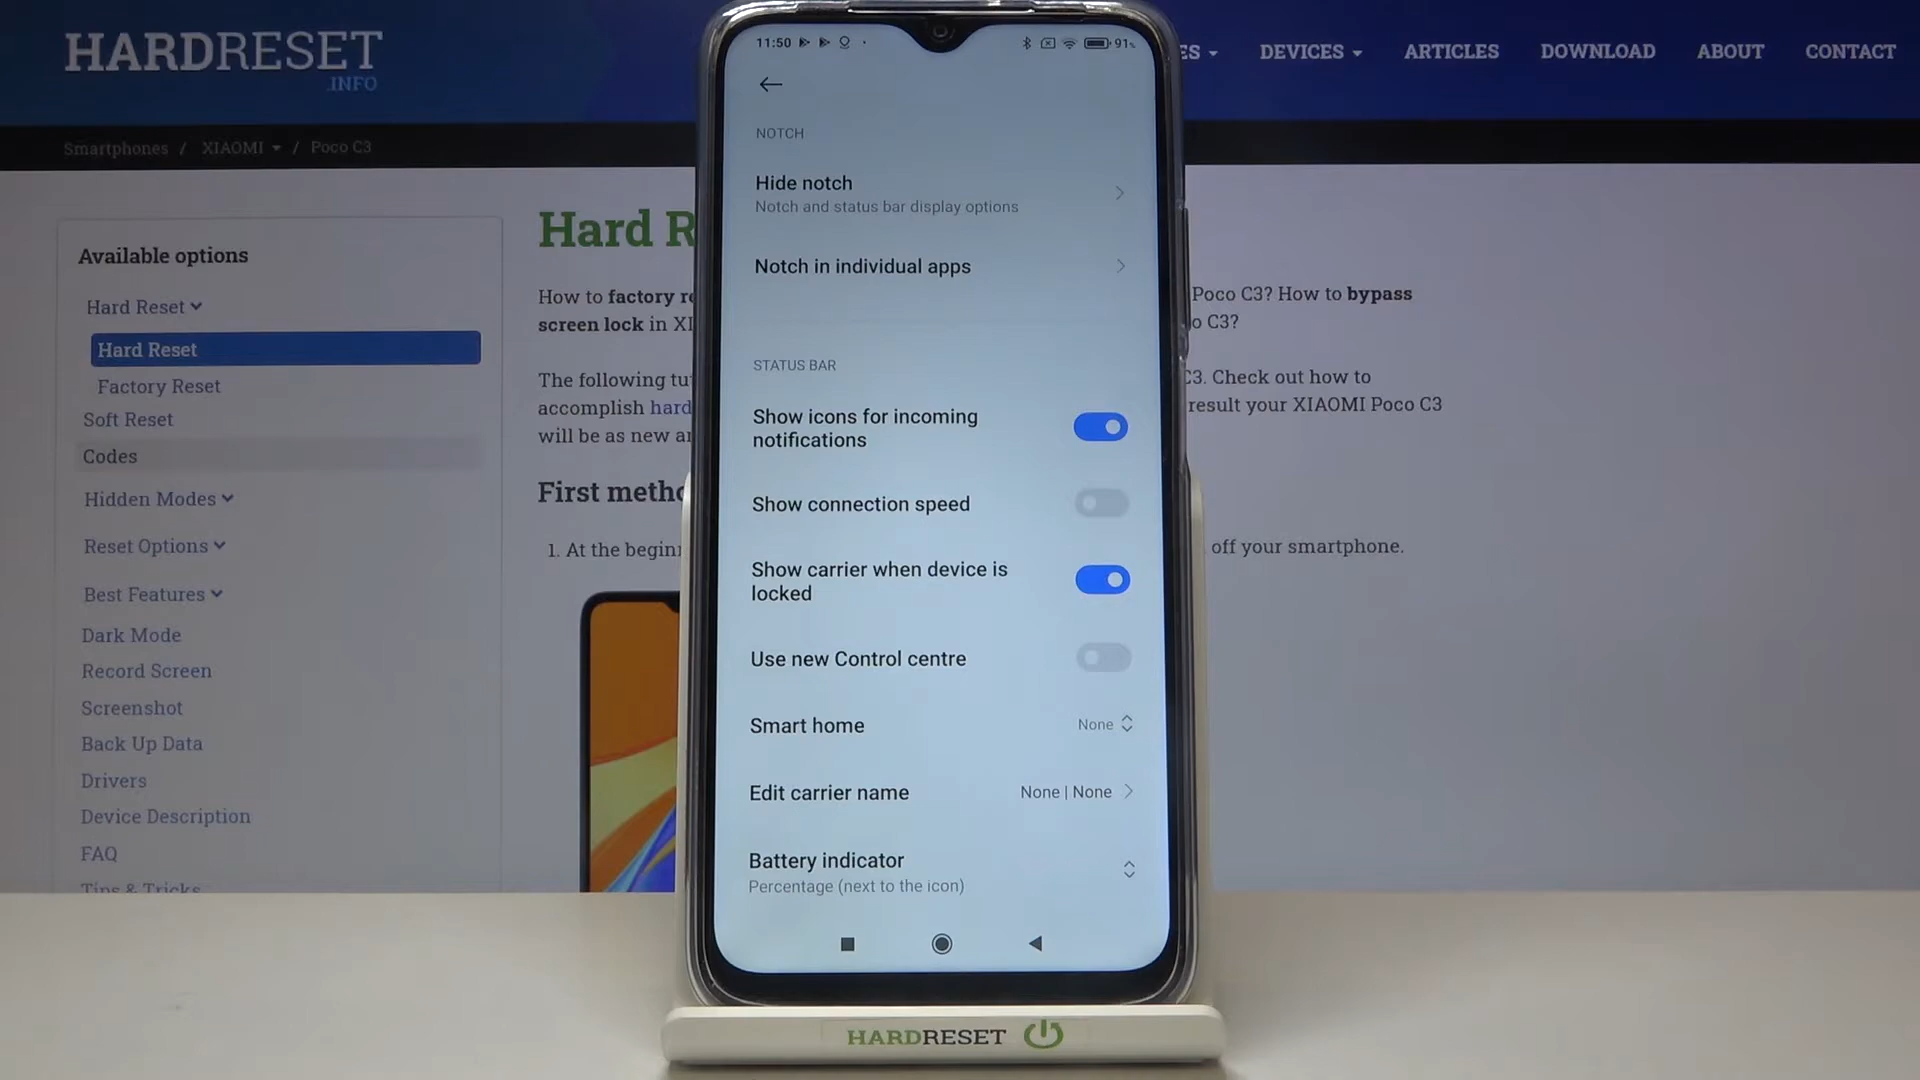 HARDRESET
.INFO
ES
DEVICES
ARTICLES
DOWNLOAD
ABOUT
CONTACT
Smartphones / XIAOMI / Poco C3
Available options
Hard Reset
Hard Reset
Factory Reset
Soft Reset
Codes
Hidden Modes
Reset Options
Best Features
Dark Mode
Record Screen
Screenshot
Back Up Data
Drivers
Device Description
FAQ
Tips & Tricks
Hard R
How to factory re
Poco C3? How to bypass
screen lock in XI
o C3?
The following tu
C3. Check out how to
accomplish hard
result your XIAOMI Poco C3
will be as new an
First metho
1. At the beginn
off your smartphone.
11:50
91%
NOTCH
Hide notch
Notch and status bar display options
Notch in individual apps
STATUS BAR
Show icons for incoming
notifications
Show connection speed
Show carrier when device is
locked
Use new Control centre
Smart home
None
Edit carrier name
None | None
Battery indicator
Percentage (next to the icon)
HARDRESET